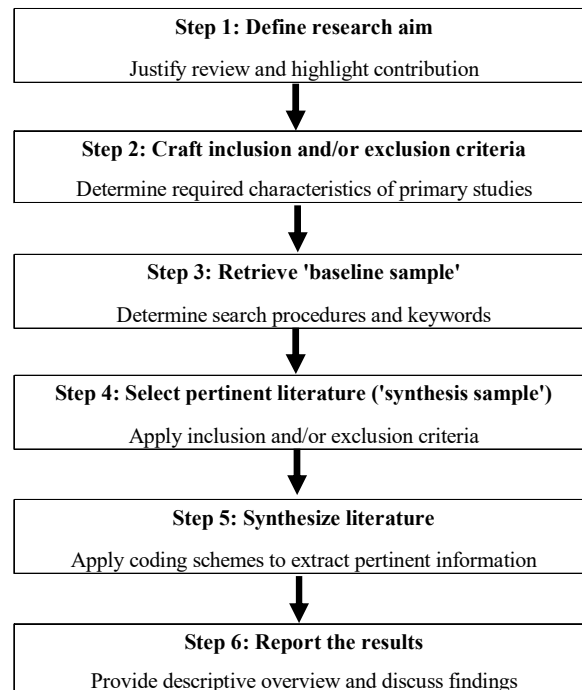 Step 1: Define research aim
Justify review and highlight contribution
Step 2: Craft inclusion and/or exclusion criteria
Determine required characteristics of primary studies
Step 3: Retrieve 'baseline sample'
Determine search procedures and keywords
Step 4: Select pertinent literature ('synthesis sample')
Apply inclusion and/or exclusion criteria
Step 5: Synthesize literature
Apply coding schemes to extract pertinent information
Step 6: Report the results
Provide descriptive overview and discuss findings